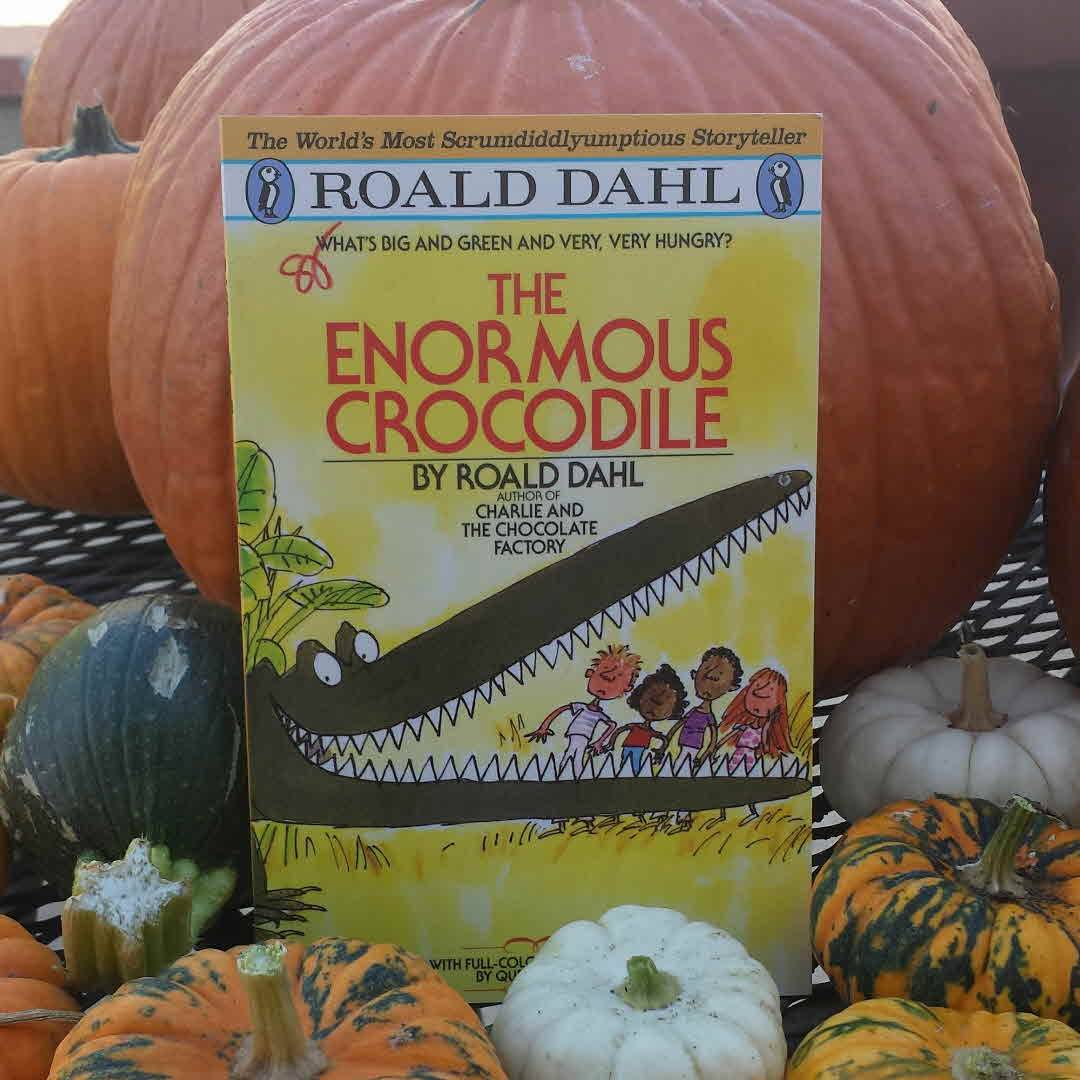 The World's Most Scrumdiddlyumptious Storyteller
ROALD DAHL
WHAT'S BIG AND GREEN AND VERY, VERY HUNGRY?
THE
ENORMOUS
CROCODILE
BY ROALD DAHL
AUTHOR OF
CHARLIE AND
THE CHOCOLATE
FACTORY
WITH FULL-COLO
BY QUE